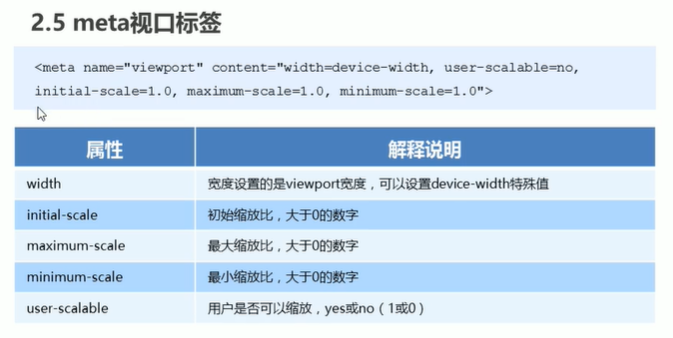 2.5 meta视口标签
<meta name="viewport" content="width=device-width, user-scalable=no,
initial-scale=1.0, maximum-scale=1.0, minimum-scale=1.0">
属性 解释说明
width 宽度设置的是viewport宽度，可以设置device-width特殊值
initial-scale 初始缩放比，大于0的数字
maximum-scale 最大缩放比，大于0的数字
minimum-scale 最小缩放比，大于0的数字
user-scalable 用户是否可以缩放，yes或no（1或0）